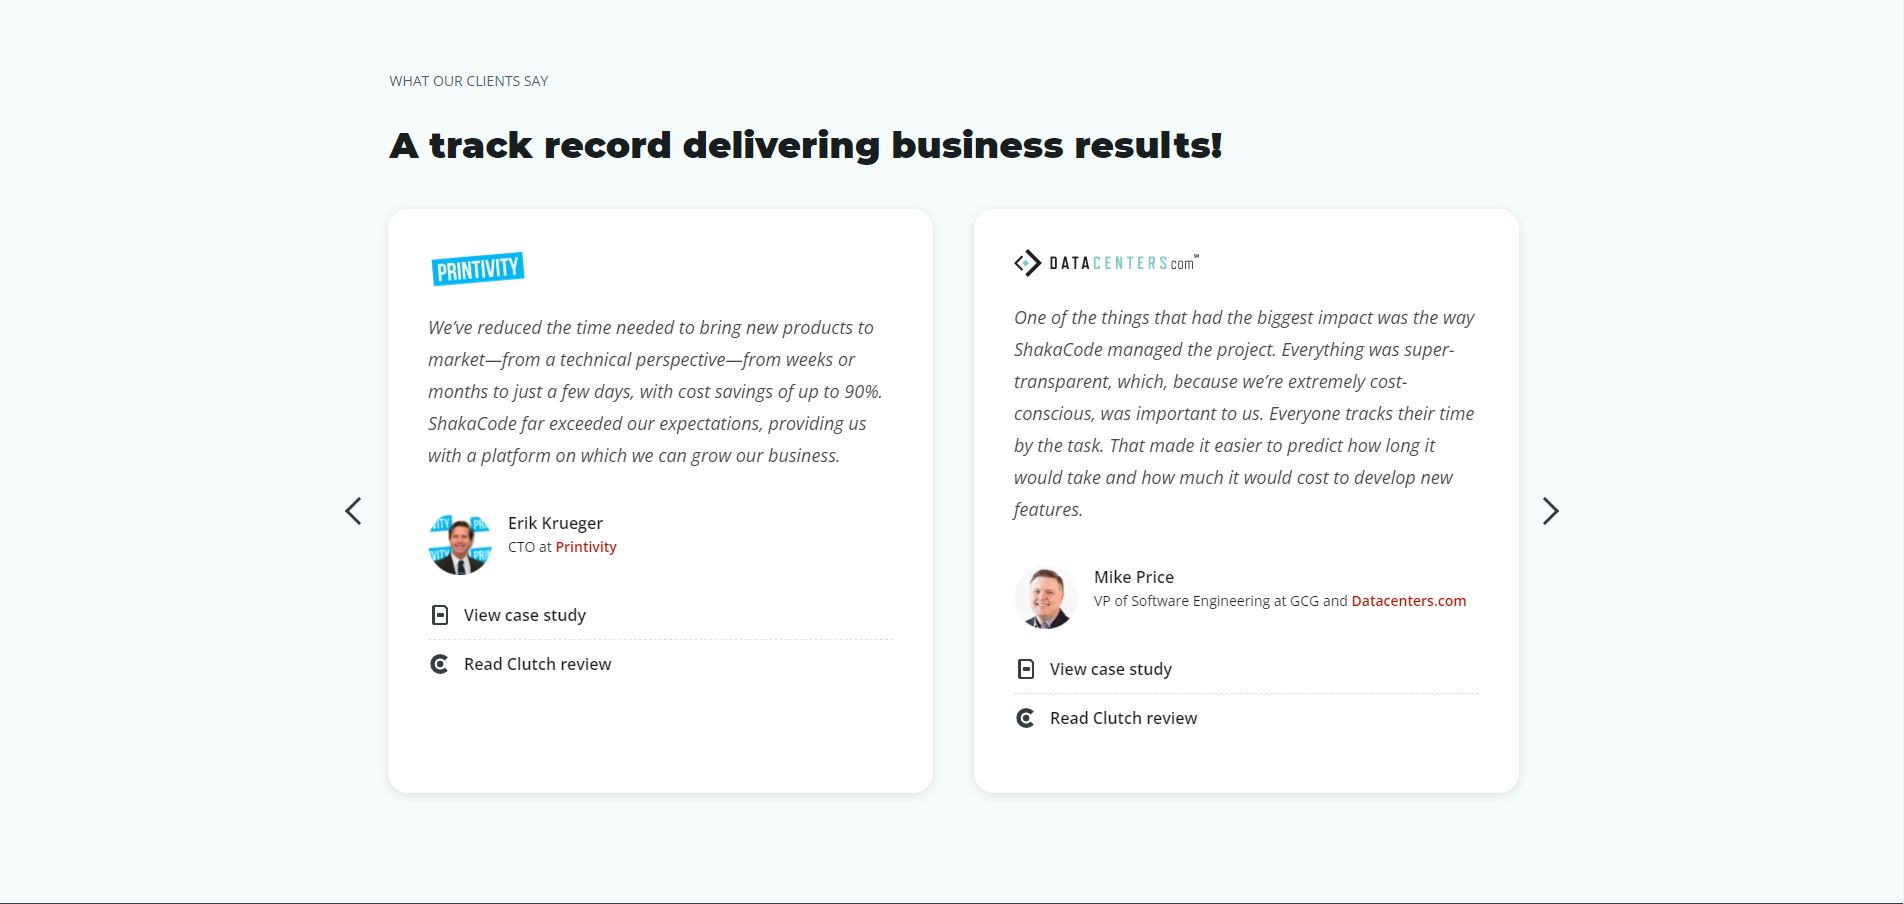 WHAT OUR CLIENTS SAY
A track record delivering business results!
PRINTIVITY
We’ve reduced the time needed to bring new products to
market—from a technical perspective—from weeks or
months to just a few days, with cost savings of up to 90%.
ShakaCode far exceeded our expectations, providing us
with a platform on which we can grow our business.
Erik Krueger
CTO at Printivity
View case study
Read Clutch review
DATACENTERS.com℠
One of the things that had the biggest impact was the way
ShakaCode managed the project. Everything was super-
transparent, which, because we’re extremely cost-
conscious, was important to us. Everyone tracks their time
by the task. That made it easier to predict how long it
would take and how much it would cost to develop new
features.
Mike Price
VP of Software Engineering at GCG and Datacenters.com
View case study
Read Clutch review